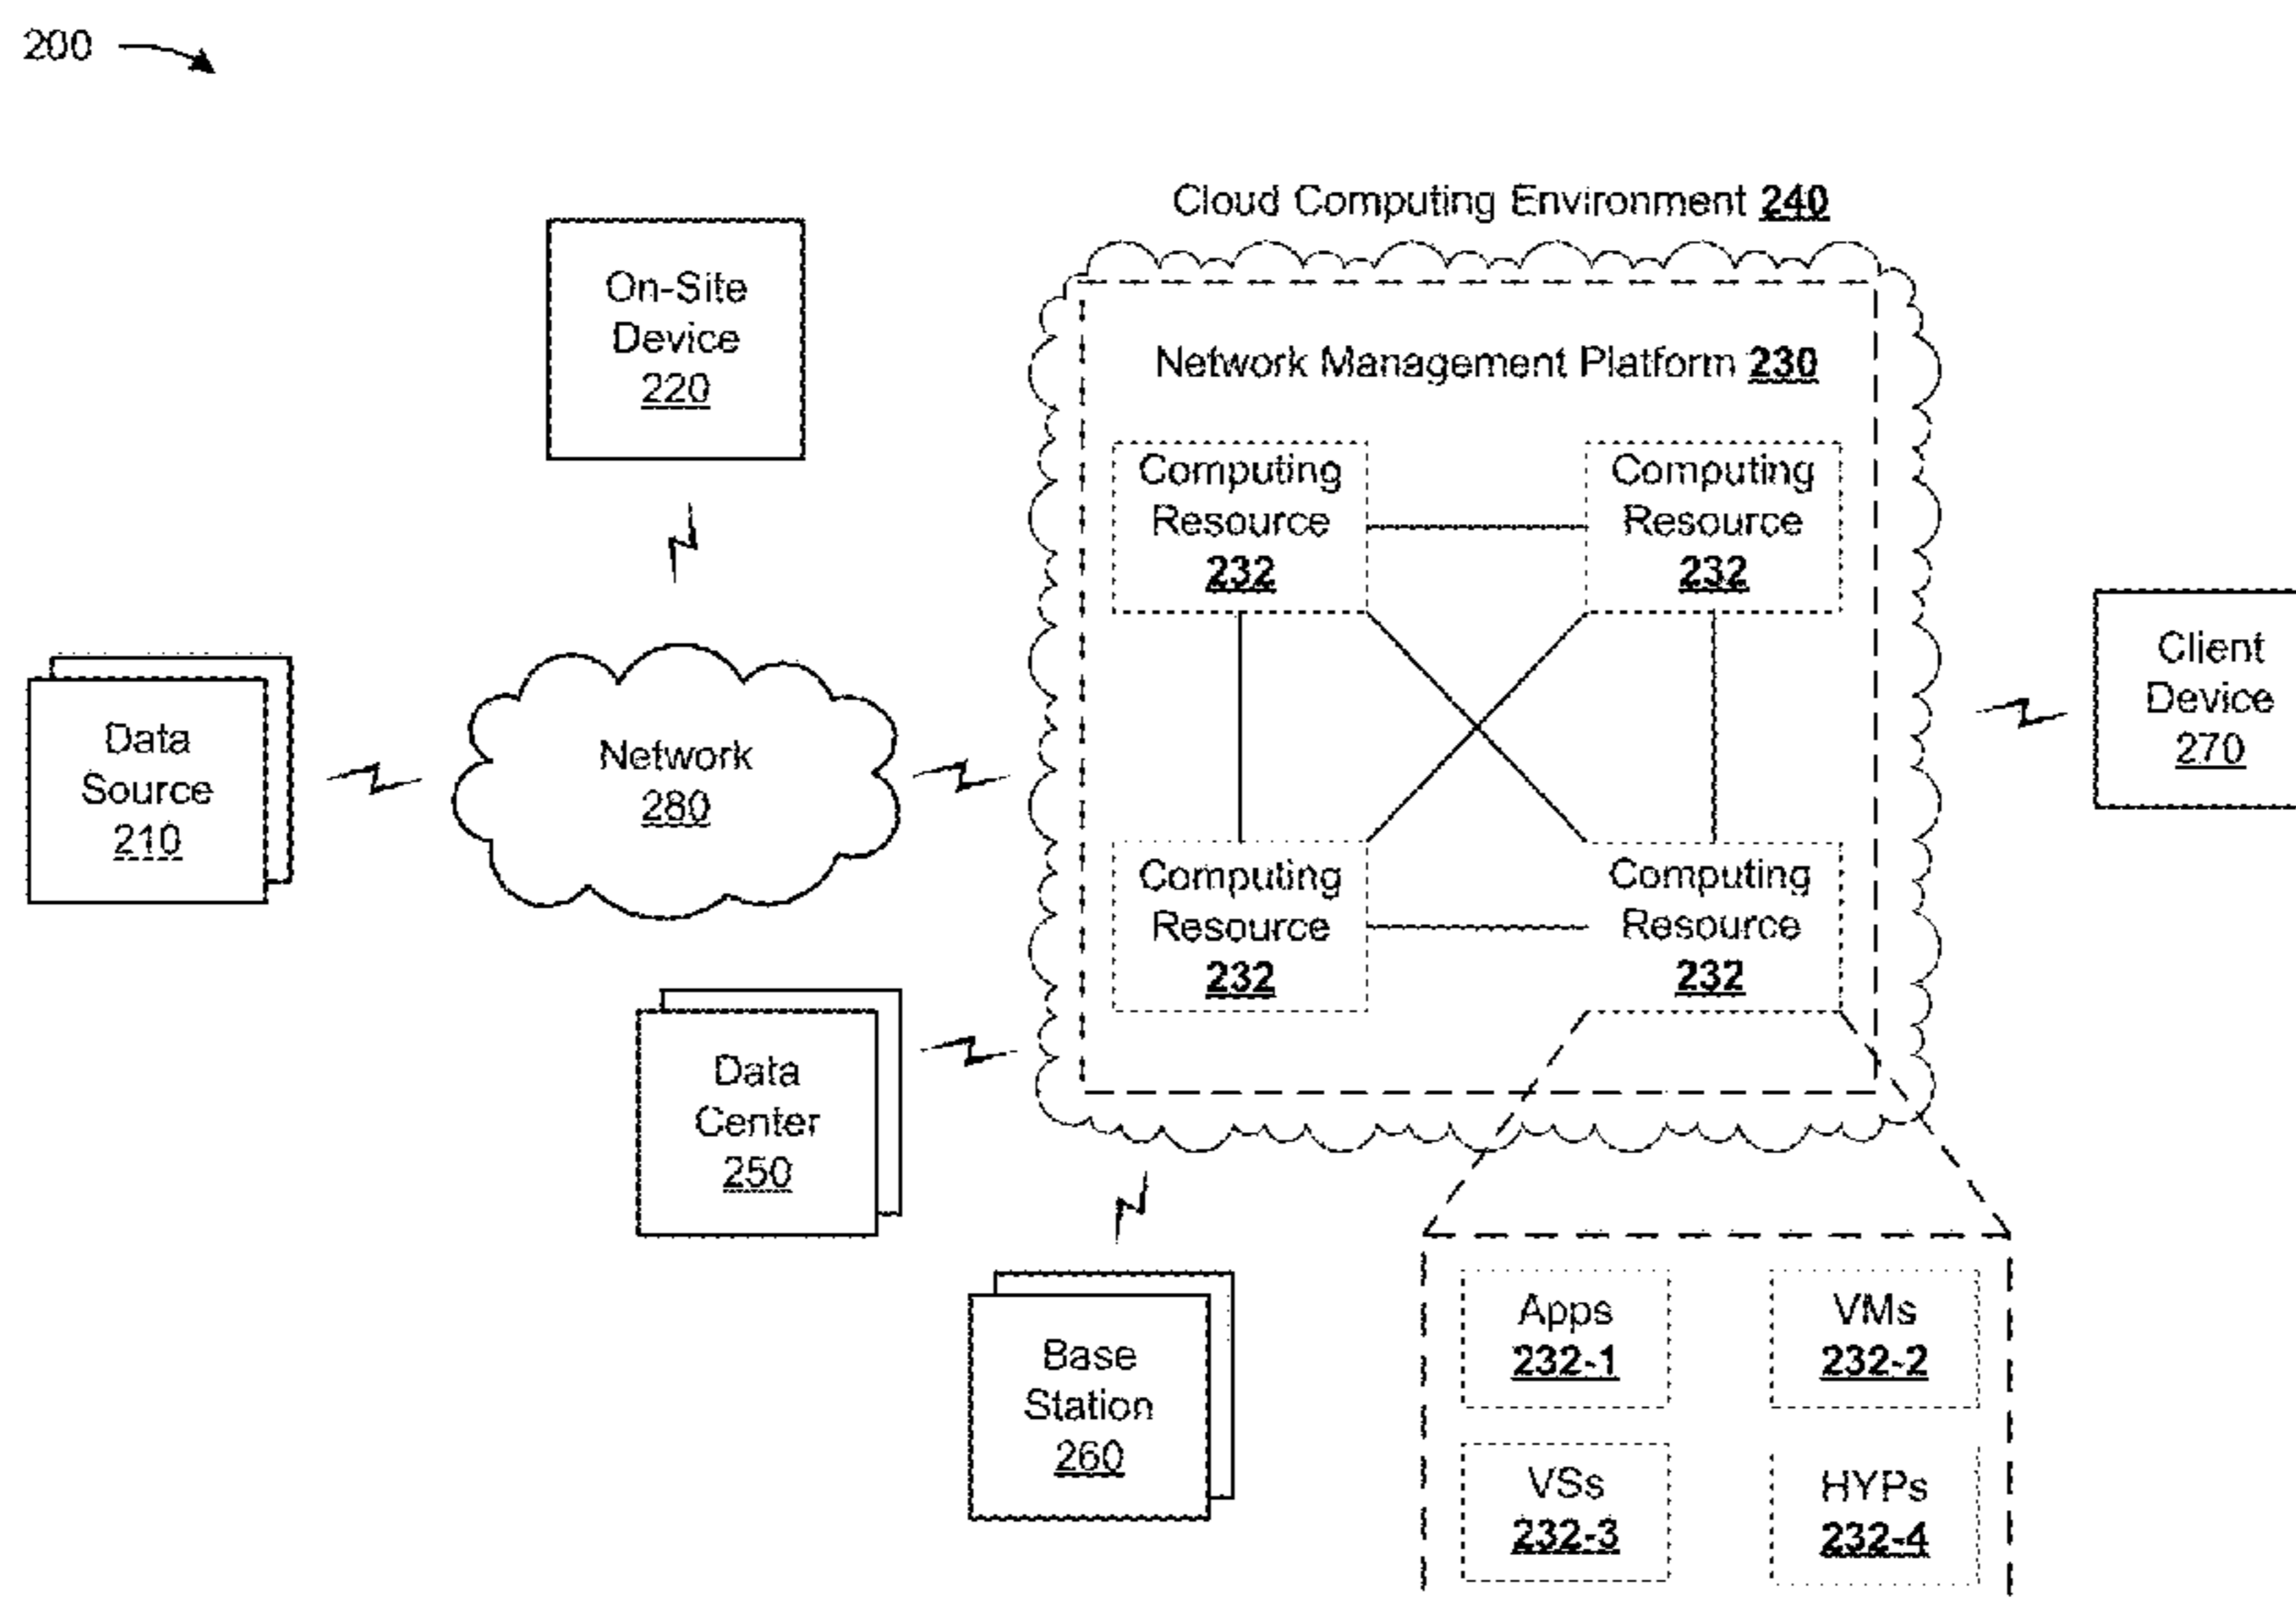 200
Cloud Computing Environment 240
On-Site
Device
220
Network Management Platform 230
Computing
Resource
232
Computing
Resource
232
Client
Device
270
Data
Source
210
Network
280
Computing
Resource
232
Computing
Resource
232
Data
Center
250
Base
Station
260
Apps
232-1
VMs
232-2
VSs
232-3
HYPs
232-4